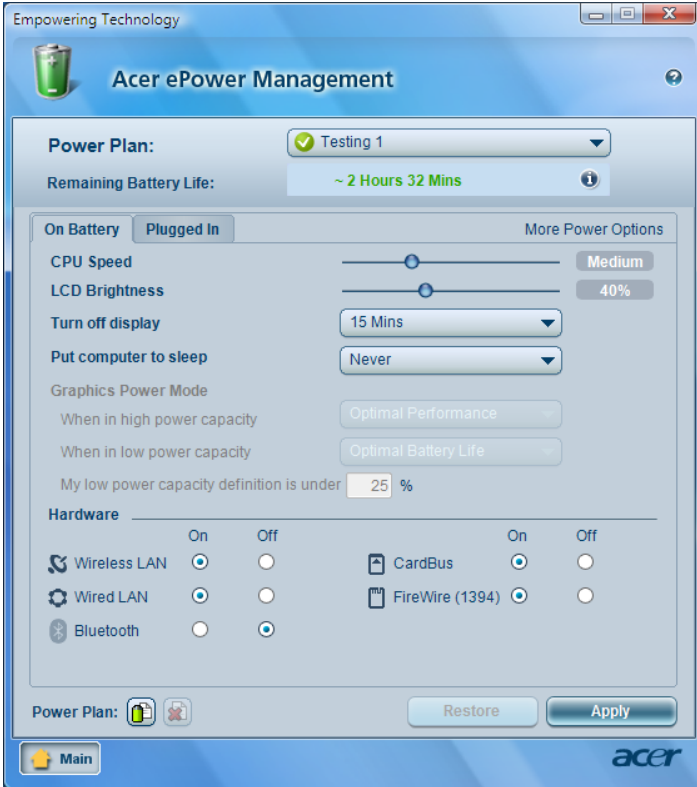 Empowering Technology
Acer ePower Management
Power Plan: Testing 1
Remaining Battery Life: ~ 2 Hours 32 Mins
On Battery Plugged In More Power Options
CPU Speed Medium
LCD Brightness 40%
Turn off display 15 Mins
Put computer to sleep Never
Graphics Power Mode
When in high power capacity Optimal Performance
When in low power capacity Optimal Battery Life
My low power capacity definition is under 25 %
Hardware
On Off On Off
Wireless LAN CardBus
Wired LAN FireWire (1394)
Bluetooth
Power Plan: Restore Apply
Main acer